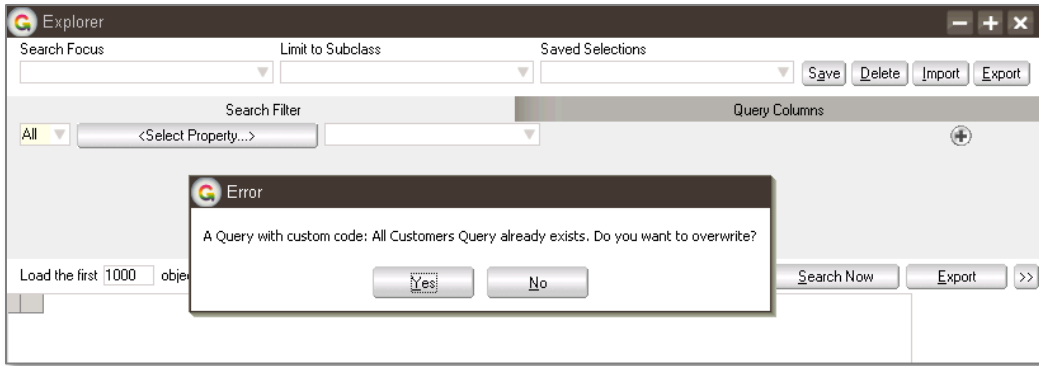 Explorer
Search Focus Limit to Subclass Saved Selections
Save Delete Import Export
Search Filter Query Columns
All <Select Property...>
Error
A Query with custom code: All Customers Query already exists. Do you want to overwrite?
Yes No
Load the first 1000 Search Now Export >>